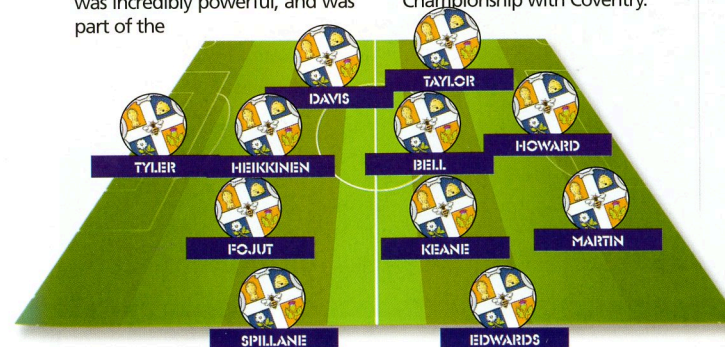 was incredibly powerful, and was
part of the
Championship with Coventry.
DAVIS
TAYLOR
TYLER
HEIKKINEN
BELL
HOWARD
FOJUT
KEANE
MARTIN
SPILLANE
EDWARDS